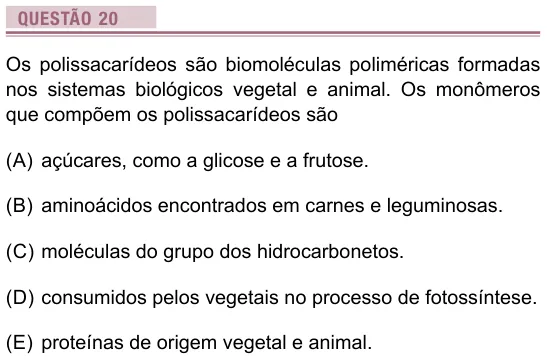 QUESTÃO 20
Os polissacarídeos são biomoléculas poliméricas formadas
nos sistemas biológicos vegetal e animal. Os monômeros
que compõem os polissacarídeos são
(A) açúcares, como a glicose e a frutose.
(B) aminoácidos encontrados em carnes e leguminosas.
(C) moléculas do grupo dos hidrocarbonetos.
(D) consumidos pelos vegetais no processo de fotossíntese.
(E) proteínas de origem vegetal e animal.